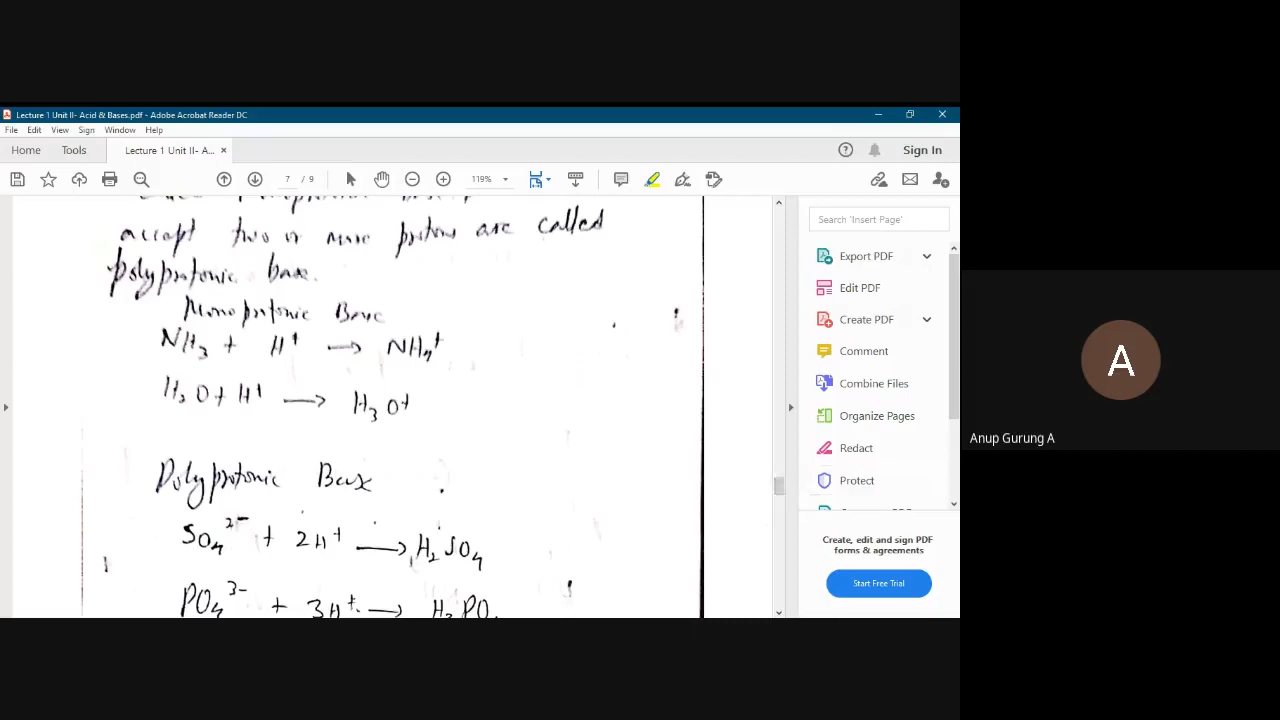 Lecture 1 Unit II- Acid & Bases.pdf - Adobe Acrobat Reader DC
File Edit View Sign Window Help
Home Tools Lecture 1 Unit II- A... × Sign In
7 / 9 119%
accept two or more protons are called
polyprotonic base.
Monoprotonic Base
NH3 + H+ → NH4+
H2O + H+ → H3O+
Polyprotonic Base
SO4 2- + 2H+ → H2SO4
PO4 3- + 3H+ → H3PO
Search 'Insert Page'
Export PDF
Edit PDF
Create PDF
Comment
Combine Files
Organize Pages
Redact
Protect
Create, edit and sign PDF
forms & agreements
Start Free Trial
A
Anup Gurung A